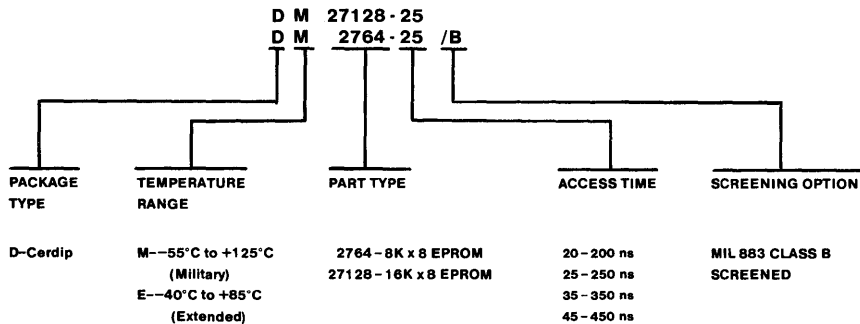 D M 27128-25
D M 2764-25 /B
PACKAGE TYPE
TEMPERATURE RANGE
PART TYPE
ACCESS TIME
SCREENING OPTION
D-Cerdip
M--55°C to +125°C
(Military)
E--40°C to +85°C
(Extended)
2764-8K x 8 EPROM
27128-16K x 8 EPROM
20-200 ns
25-250 ns
35-350 ns
45-450 ns
MIL 883 CLASS B
SCREENED